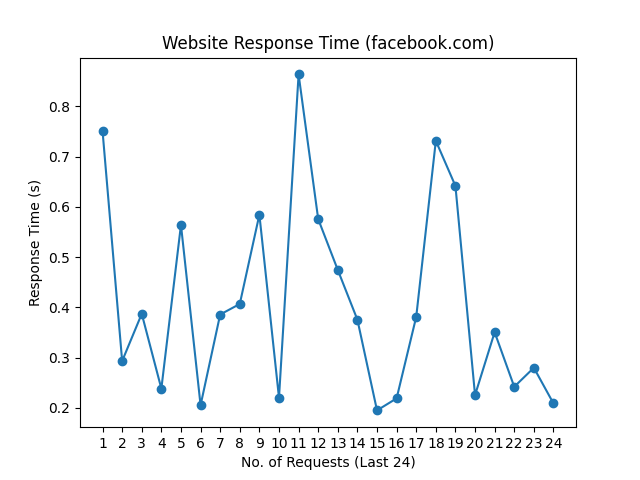 Website Response Time (facebook.com)
Response Time (s)
0.8
0.7
0.6
0.5
0.4
0.3
0.2
1 2 3 4 5 6 7 8 9 10 11 12 13 14 15 16 17 18 19 20 21 22 23 24
No. of Requests (Last 24)